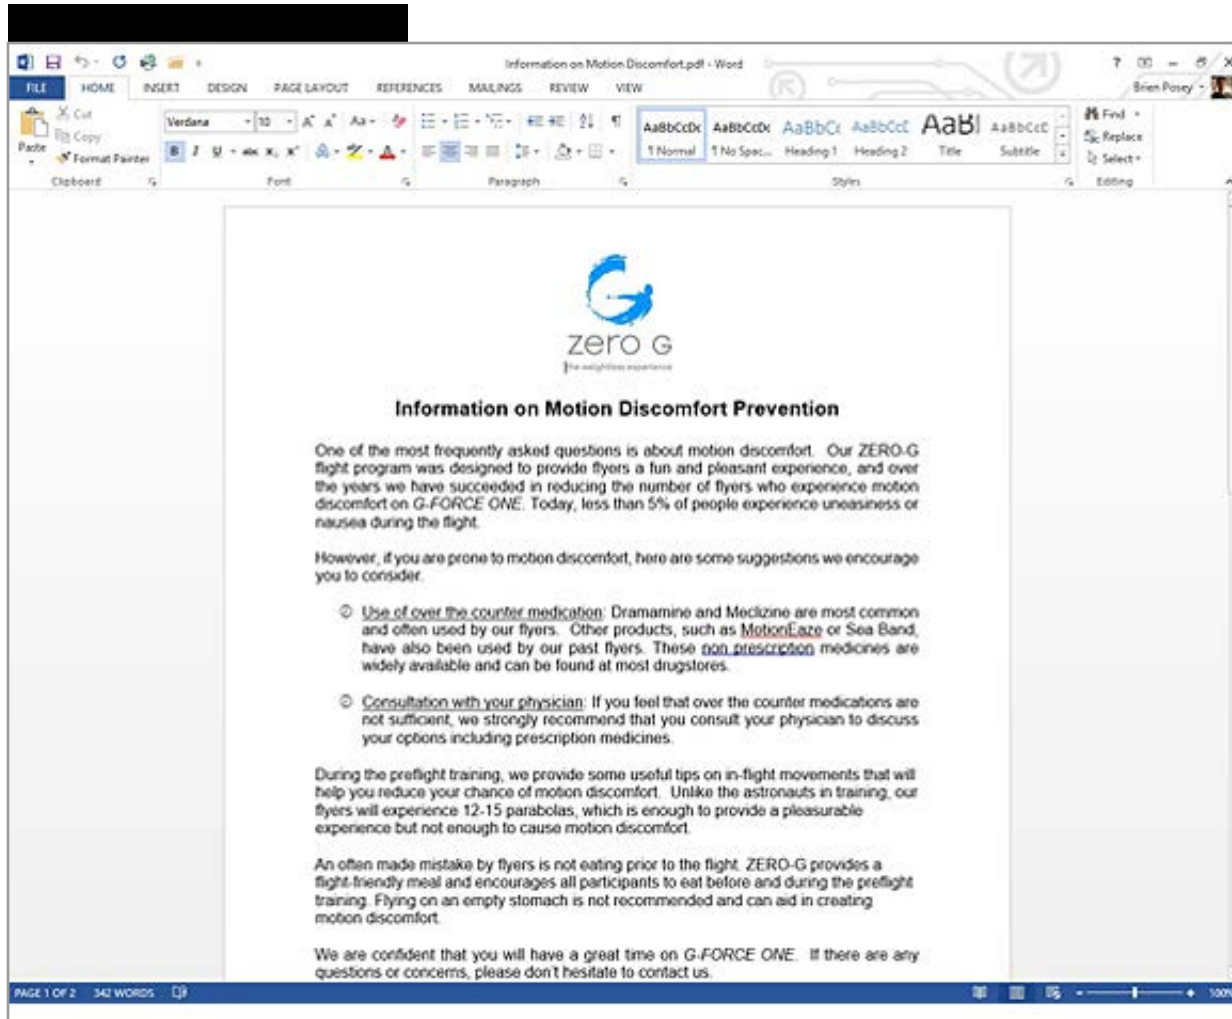 Information on Motion Discomfort.pdf - Word
Brien Posey
FILE HOME INSERT DESIGN PAGE LAYOUT REFERENCES MAILINGS REVIEW VIEW
Cut
Copy
Format Painter
Paste
Clipboard
Verdana 10
Font
Paragraph
AaBbCcDc AaBbCcDc AaBbCc AaBbCcC AaBl AaBbCcC
¶ Normal ¶ No Spac... Heading 1 Heading 2 Title Subtitle
Styles
Find
Replace
Select
Editing
zero G
the weightless experience
Information on Motion Discomfort Prevention
One of the most frequently asked questions is about motion discomfort. Our ZERO-G
flight program was designed to provide flyers a fun and pleasant experience, and over
the years we have succeeded in reducing the number of flyers who experience motion
discomfort on G-FORCE ONE. Today, less than 5% of people experience uneasiness or
nausea during the flight.
However, if you are prone to motion discomfort, here are some suggestions we encourage
you to consider.
Use of over the counter medication: Dramamine and Meclizine are most common
and often used by our flyers. Other products, such as MotionEaze or Sea Band,
have also been used by our past flyers. These non prescription medicines are
widely available and can be found at most drugstores.
Consultation with your physician: If you feel that over the counter medications are
not sufficient, we strongly recommend that you consult your physician to discuss
your options including prescription medicines.
During the preflight training, we provide some useful tips on in-flight movements that will
help you reduce your chance of motion discomfort. Unlike the astronauts in training, our
flyers will experience 12-15 parabolas, which is enough to provide a pleasurable
experience but not enough to cause motion discomfort.
An often made mistake by flyers is not eating prior to the flight. ZERO-G provides a
flight-friendly meal and encourages all participants to eat before and during the preflight
training. Flying on an empty stomach is not recommended and can aid in creating
motion discomfort.
We are confident that you will have a great time on G-FORCE ONE. If there are any
questions or concerns, please don't hesitate to contact us.
PAGE 1 OF 2 342 WORDS 100%